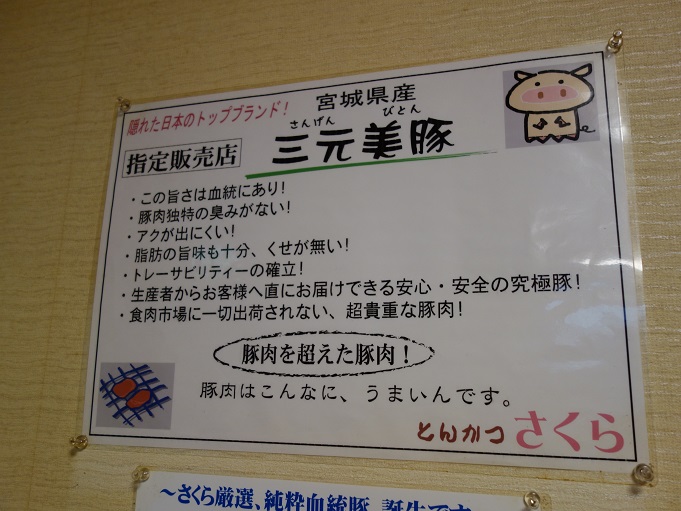 隠れた日本のトップブランド!
宮城県産
さんげん びとん
指定販売店
三元美豚
・この旨さは血統にあり!
・豚肉独特の臭みがない!
・アクが出にくい!
・脂肪の旨味も十分、くせが無い!
・トレーサビリティーの確立!
・生産者からお客様へ直にお届けできる安心・安全の究極豚!
・食肉市場に一切出荷されない、超貴重な豚肉!
豚肉を超えた豚肉!
豚肉はこんなに、うまいんです。
とんかつ さくら
～さくら厳選、純粋血統豚、誕生です